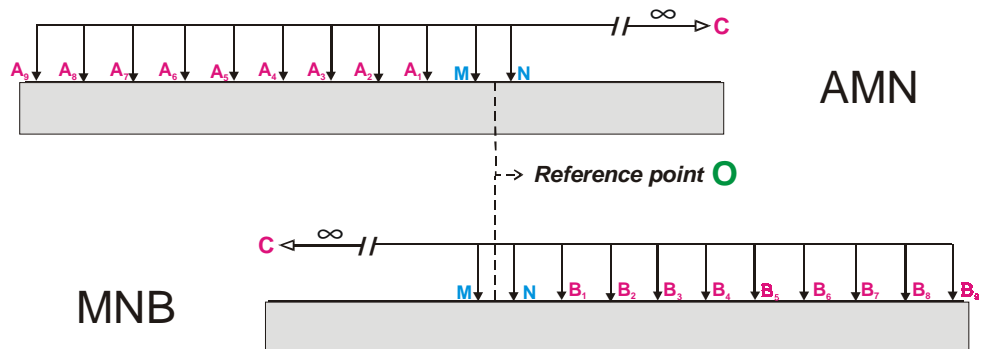 ∞ C
A9 A8 A7 A6 A5 A4 A3 A2 A1 M N
AMN
Reference point O
C ∞
MNB
M N B1 B2 B3 B4 B5 B6 B7 B8 B9